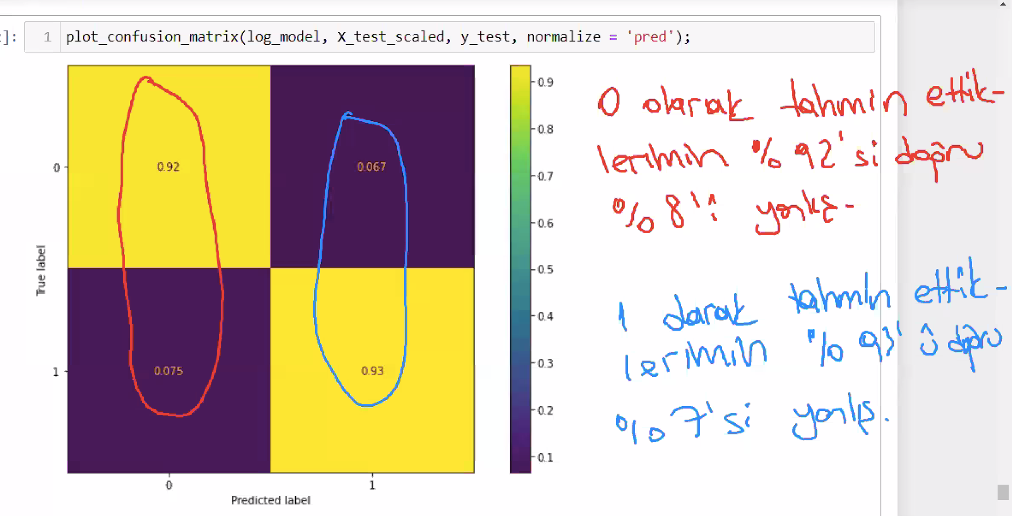 ]:
1 plot_confusion_matrix(log_model, X_test_scaled, y_test, normalize = 'pred');
0.92 0.067
0.075 0.93
0
1
True label
0 1
Predicted label
0.9
0.8
0.7
0.6
0.5
0.4
0.3
0.2
0.1
0 olarak tahmin ettik-
lerimin %92'si doğru
%8'i yanlış
1 olarak tahmin ettik-
lerimin %93'ü doğru
%7'si yanlış.